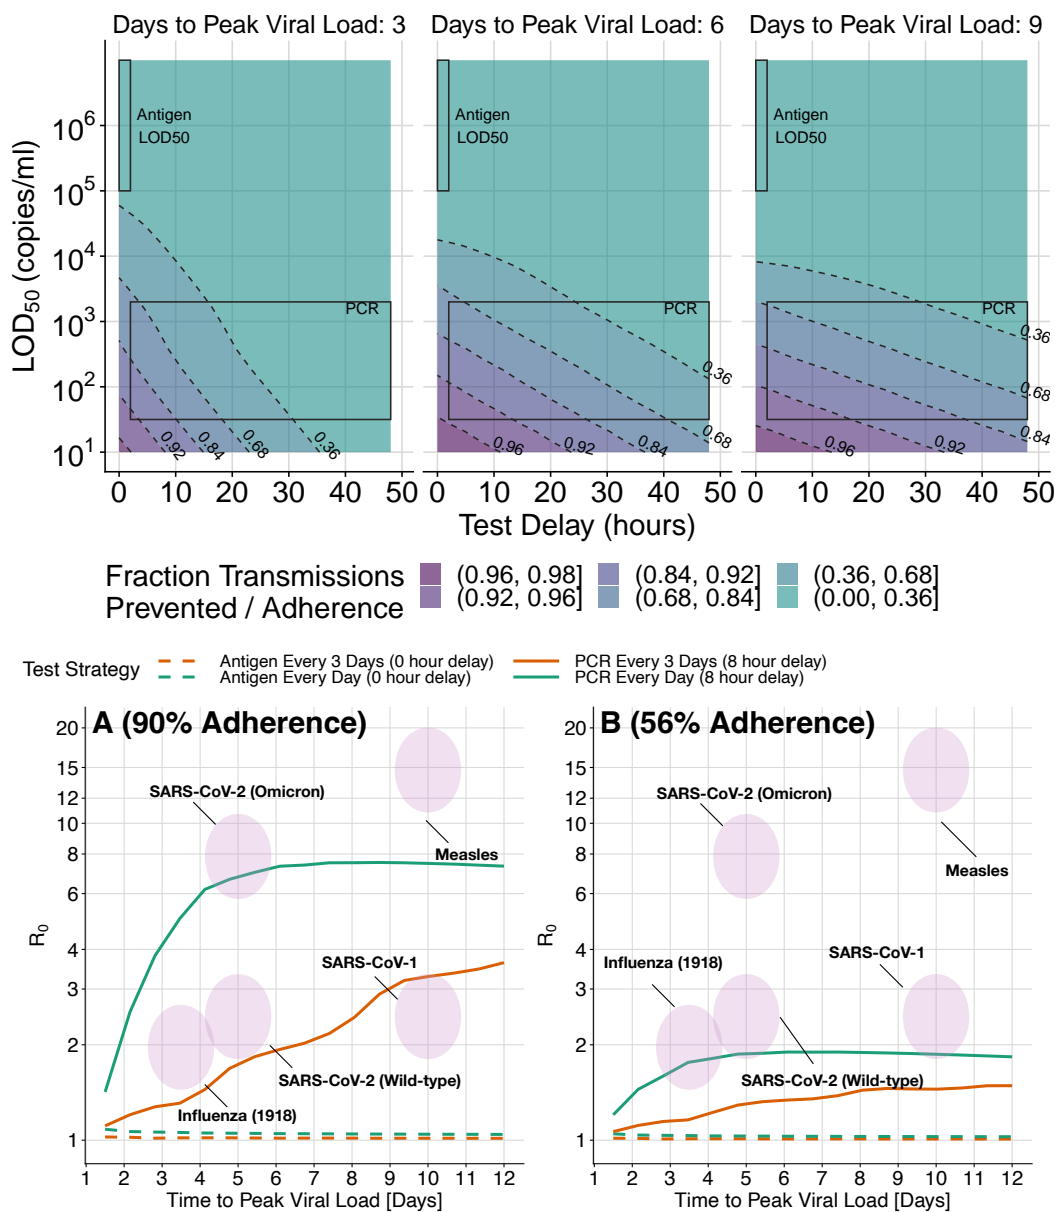 Days to Peak Viral Load: 3 Days to Peak Viral Load: 6 Days to Peak Viral Load: 9
LOD50 (copies/ml)
10^6
10^5
10^4
10^3
10^2
10^1
Antigen
LOD50
PCR
0.92 0.84 0.68 0.36
0 10 20 30 40 50
Antigen
LOD50
PCR
0.36
0.68
0.96 0.92 0.84
0 10 20 30 40 50
Antigen
LOD50
PCR
0.36
0.68
0.84
0.96 0.92
0 10 20 30 40 50
Test Delay (hours)
Fraction Transmissions
Prevented / Adherence
(0.96, 0.98] (0.84, 0.92] (0.36, 0.68]
(0.92, 0.96] (0.68, 0.84] (0.00, 0.36]
Test Strategy
Antigen Every 3 Days (0 hour delay) PCR Every 3 Days (8 hour delay)
Antigen Every Day (0 hour delay) PCR Every Day (8 hour delay)
A (90% Adherence)
R0
20
15
12
10
8
6
4
3
2
1
SARS-CoV-2 (Omicron)
Measles
SARS-CoV-1
SARS-CoV-2 (Wild-type)
Influenza (1918)
1 2 3 4 5 6 7 8 9 10 11 12
Time to Peak Viral Load [Days]
B (56% Adherence)
R0
20
15
12
10
8
6
4
3
2
1
SARS-CoV-2 (Omicron)
Measles
SARS-CoV-1
Influenza (1918)
SARS-CoV-2 (Wild-type)
1 2 3 4 5 6 7 8 9 10 11 12
Time to Peak Viral Load [Days]